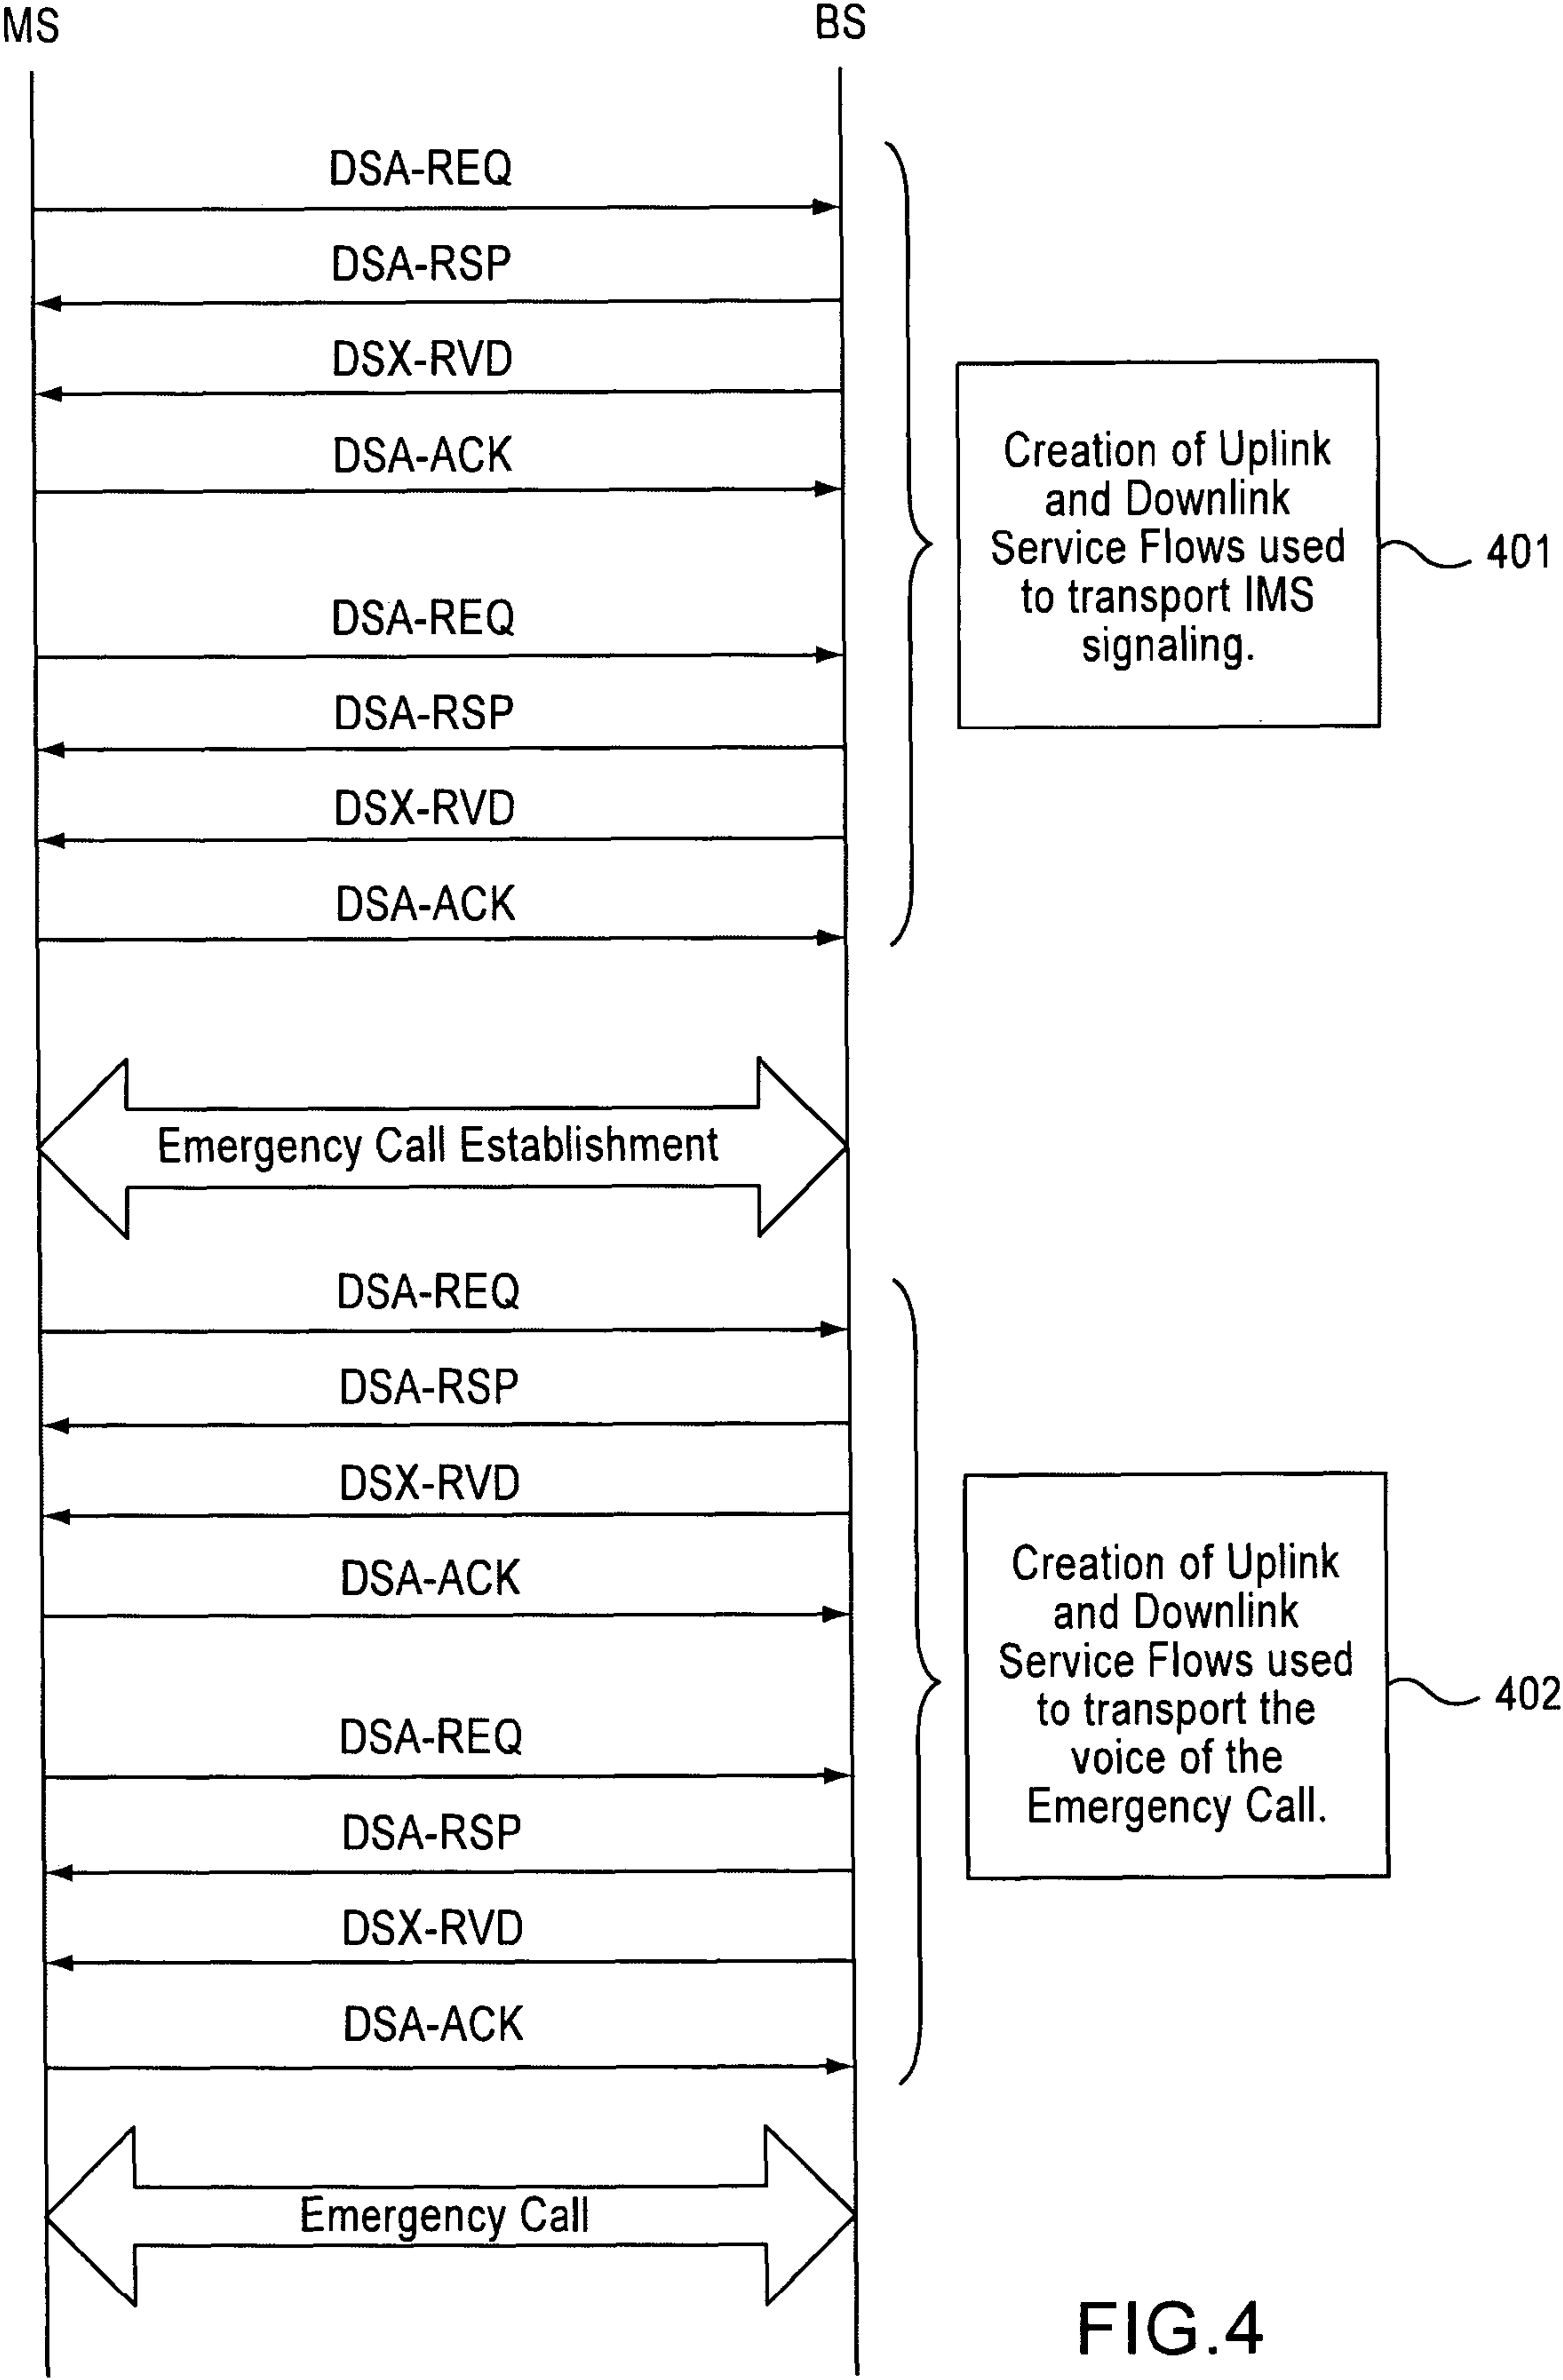 MS
BS
DSA-REQ
DSA-RSP
DSX-RVD
DSA-ACK
DSA-REQ
DSA-RSP
DSX-RVD
DSA-ACK
Creation of Uplink
and Downlink
Service Flows used
to transport IMS
signaling.
401
Emergency Call Establishment
DSA-REQ
DSA-RSP
DSX-RVD
DSA-ACK
DSA-REQ
DSA-RSP
DSX-RVD
DSA-ACK
Creation of Uplink
and Downlink
Service Flows used
to transport the
voice of the
Emergency Call.
402
Emergency Call
FIG.4